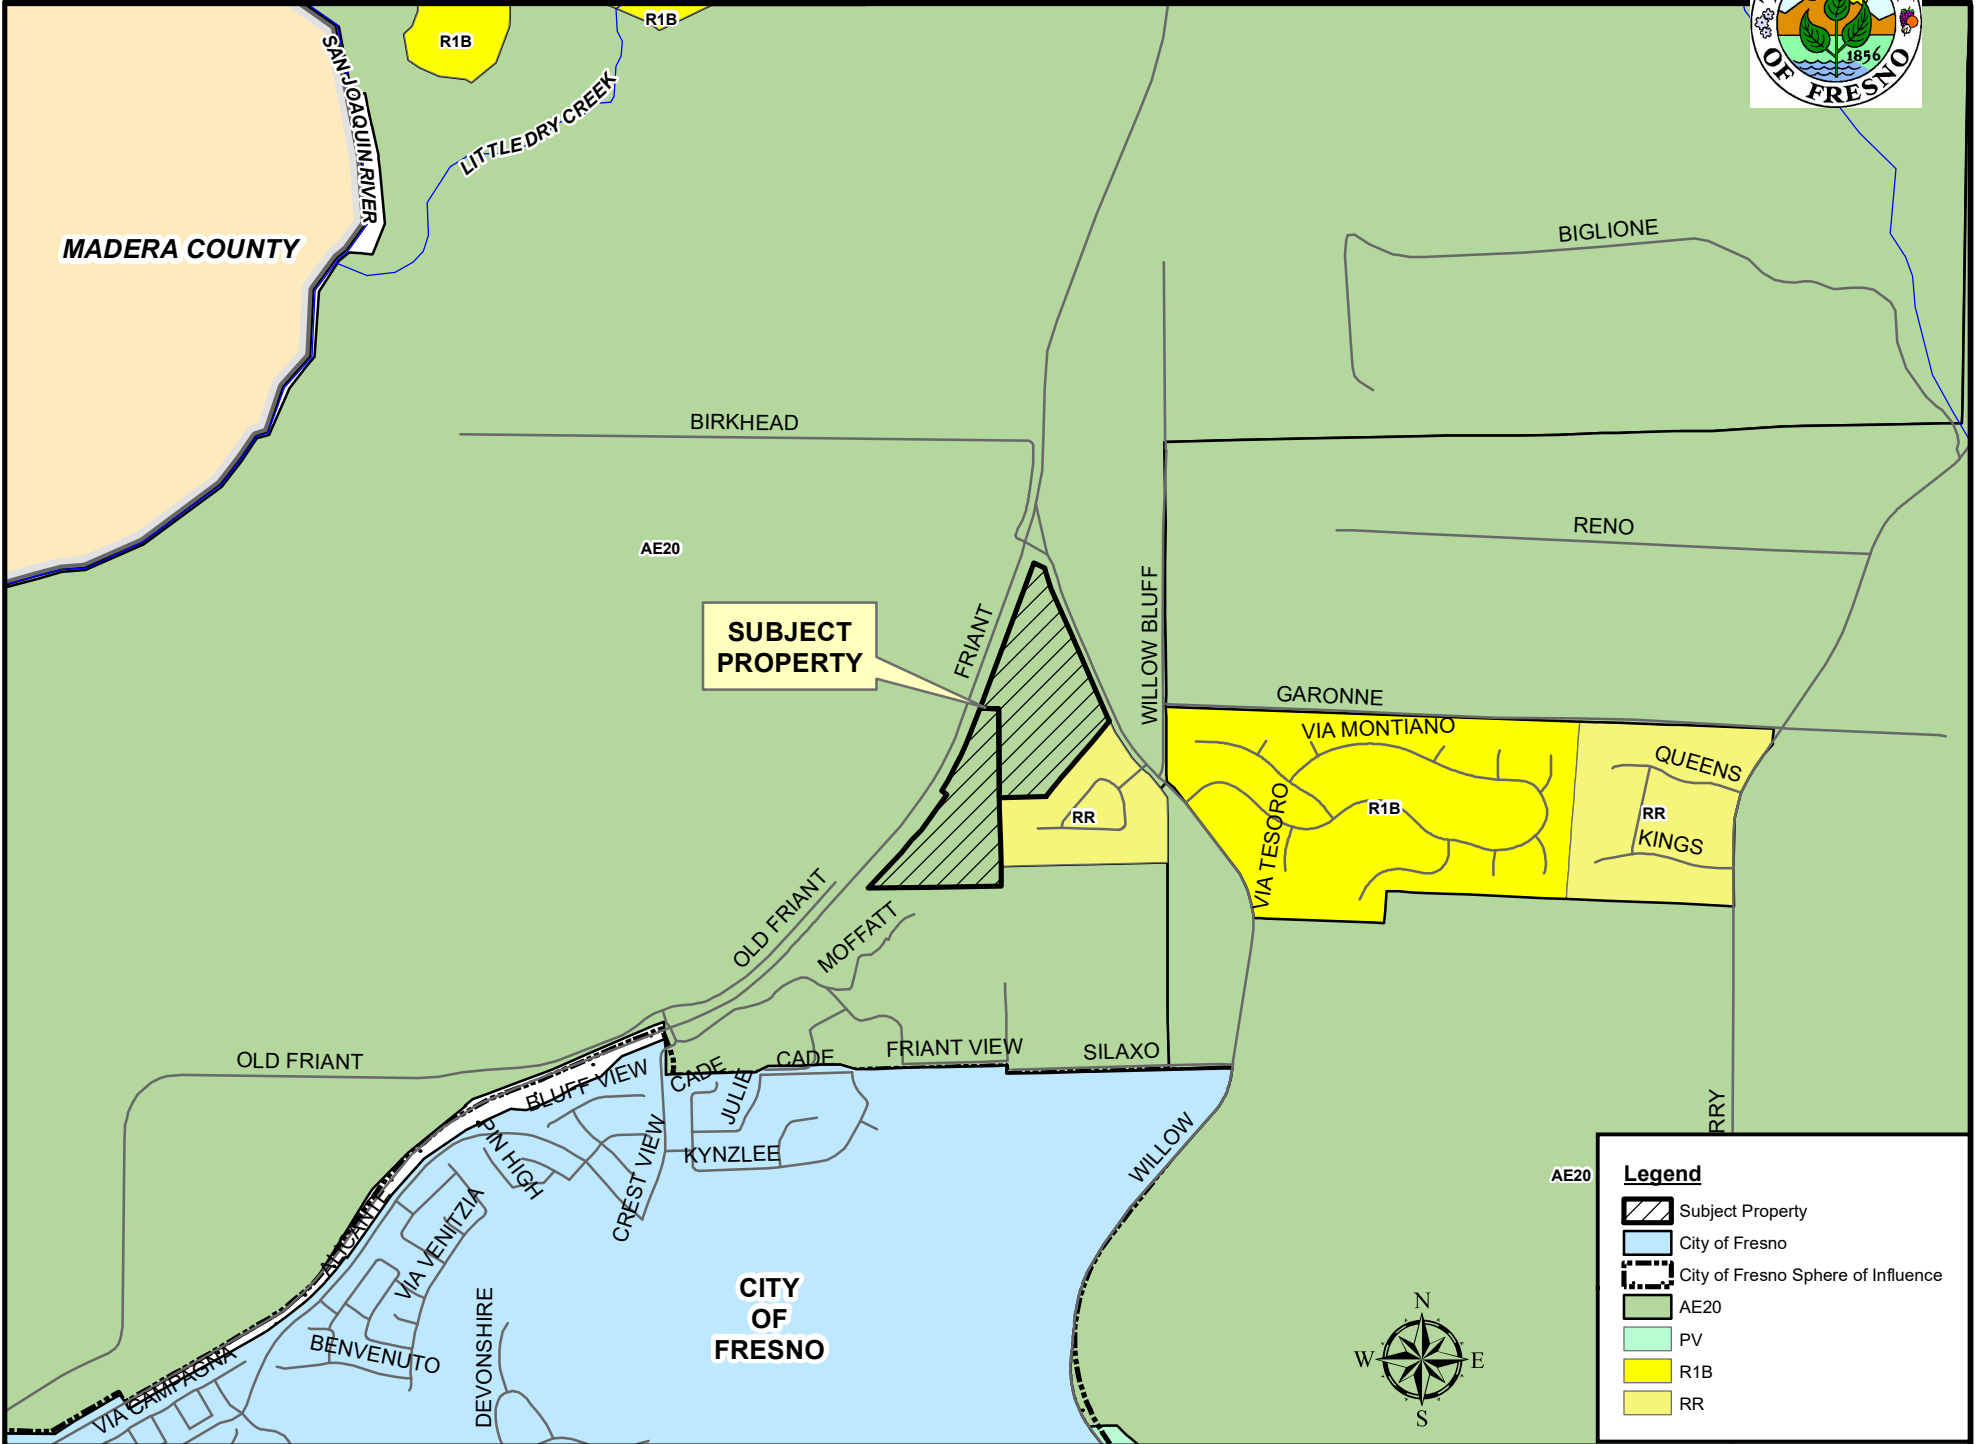 R1B
R1B
SAN JOAQUIN RIVER
LITTLE DRY CREEK
1856
OF FRESNO
MADERA COUNTY
BIGLIONE
BIRKHEAD
AE20
RENO
SUBJECT
PROPERTY
FRIANT
WILLOW BLUFF
GARONNE
VIA MONTIANO
QUEENS
VIA TESORO
R1B
RR
RR
KINGS
OLD FRIANT
MOFFATT
OLD FRIANT
BLUFF VIEW
CADE
CADE
FRIANT VIEW
SILAXO
JULIE
PIN HIGH
CREST VIEW
KYNZLEE
WILLOW
RRY
AE20
ALICANTE
VIA VENITZIA
BENVENUTO
DEVONSHIRE
VIA CAMPAGNA
CITY
OF
FRESNO
N
W
E
S
Legend
Subject Property
City of Fresno
City of Fresno Sphere of Influence
AE20
PV
R1B
RR